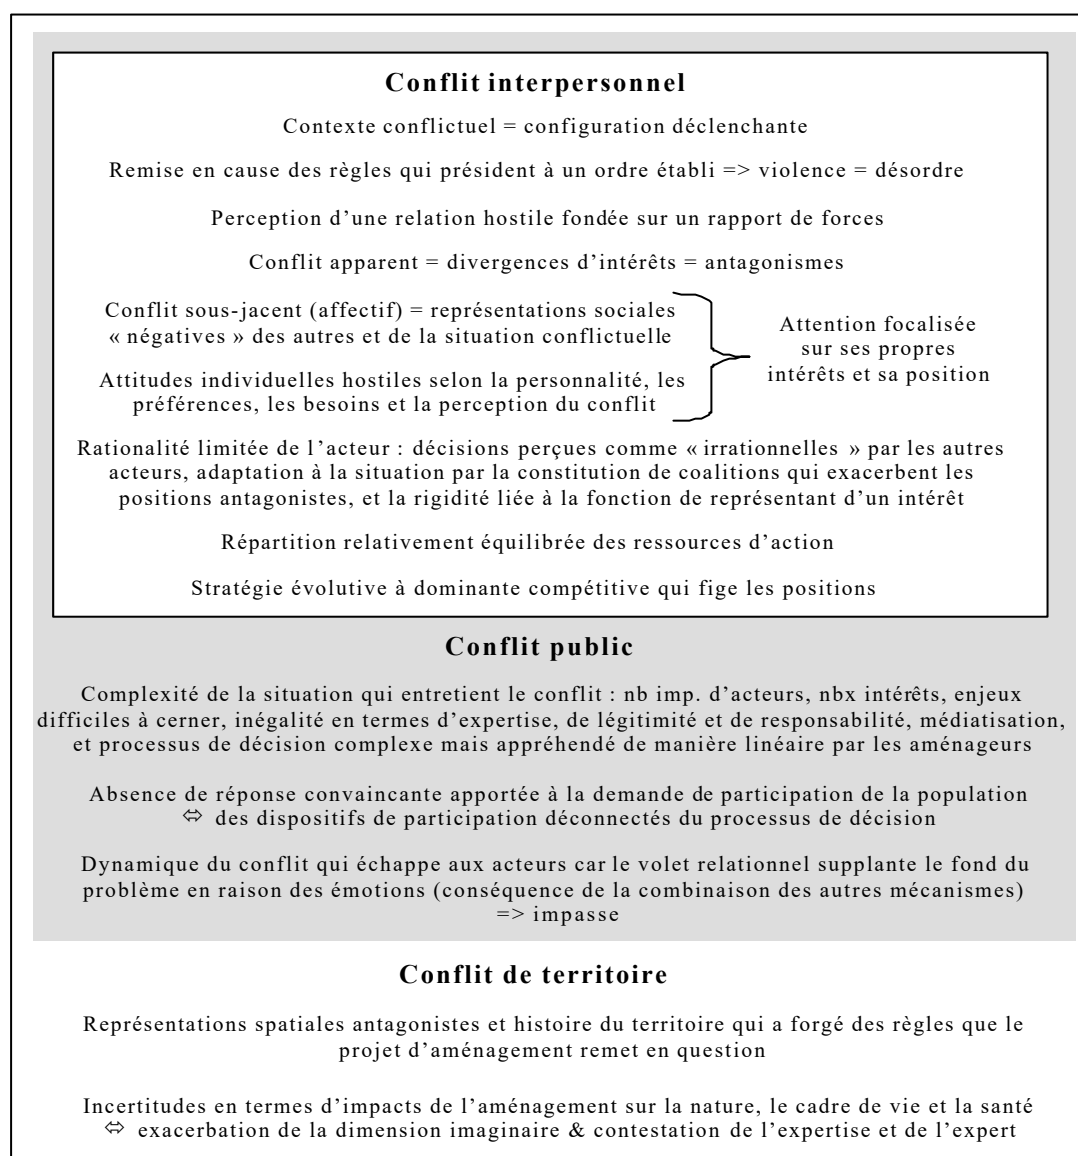 Conflit interpersonnel
Contexte conflictuel = configuration déclenchante
Remise en cause des règles qui président à un ordre établi => violence = désordre
Perception d’une relation hostile fondée sur un rapport de forces
Conflit apparent = divergences d’intérêts = antagonismes
Conflit sous-jacent (affectif) = représentations sociales
« négatives » des autres et de la situation conflictuelle
Attitudes individuelles hostiles selon la personnalité, les
préférences, les besoins et la perception du conflit
Attention focalisée
sur ses propres
intérêts et sa position
Rationalité limitée de l’acteur : décisions perçues comme « irrationnelles » par les autres
acteurs, adaptation à la situation par la constitution de coalitions qui exacerbent les
positions antagonistes, et la rigidité liée à la fonction de représentant d’un intérêt
Répartition relativement équilibrée des ressources d’action
Stratégie évolutive à dominante compétitive qui fige les positions
Conflit public
Complexité de la situation qui entretient le conflit : nb imp. d’acteurs, nbx intérêts, enjeux
difficiles à cerner, inégalité en termes d’expertise, de légitimité et de responsabilité, médiatisation,
et processus de décision complexe mais appréhendé de manière linéaire par les aménageurs
Absence de réponse convaincante apportée à la demande de participation de la population
⇔ des dispositifs de participation déconnectés du processus de décision
Dynamique du conflit qui échappe aux acteurs car le volet relationnel supplante le fond du
problème en raison des émotions (conséquence de la combinaison des autres mécanismes)
=> impasse
Conflit de territoire
Représentations spatiales antagonistes et histoire du territoire qui a forgé des règles que le
projet d’aménagement remet en question
Incertitudes en termes d’impacts de l’aménagement sur la nature, le cadre de vie et la santé
⇔ exacerbation de la dimension imaginaire & contestation de l’expertise et de l’expert